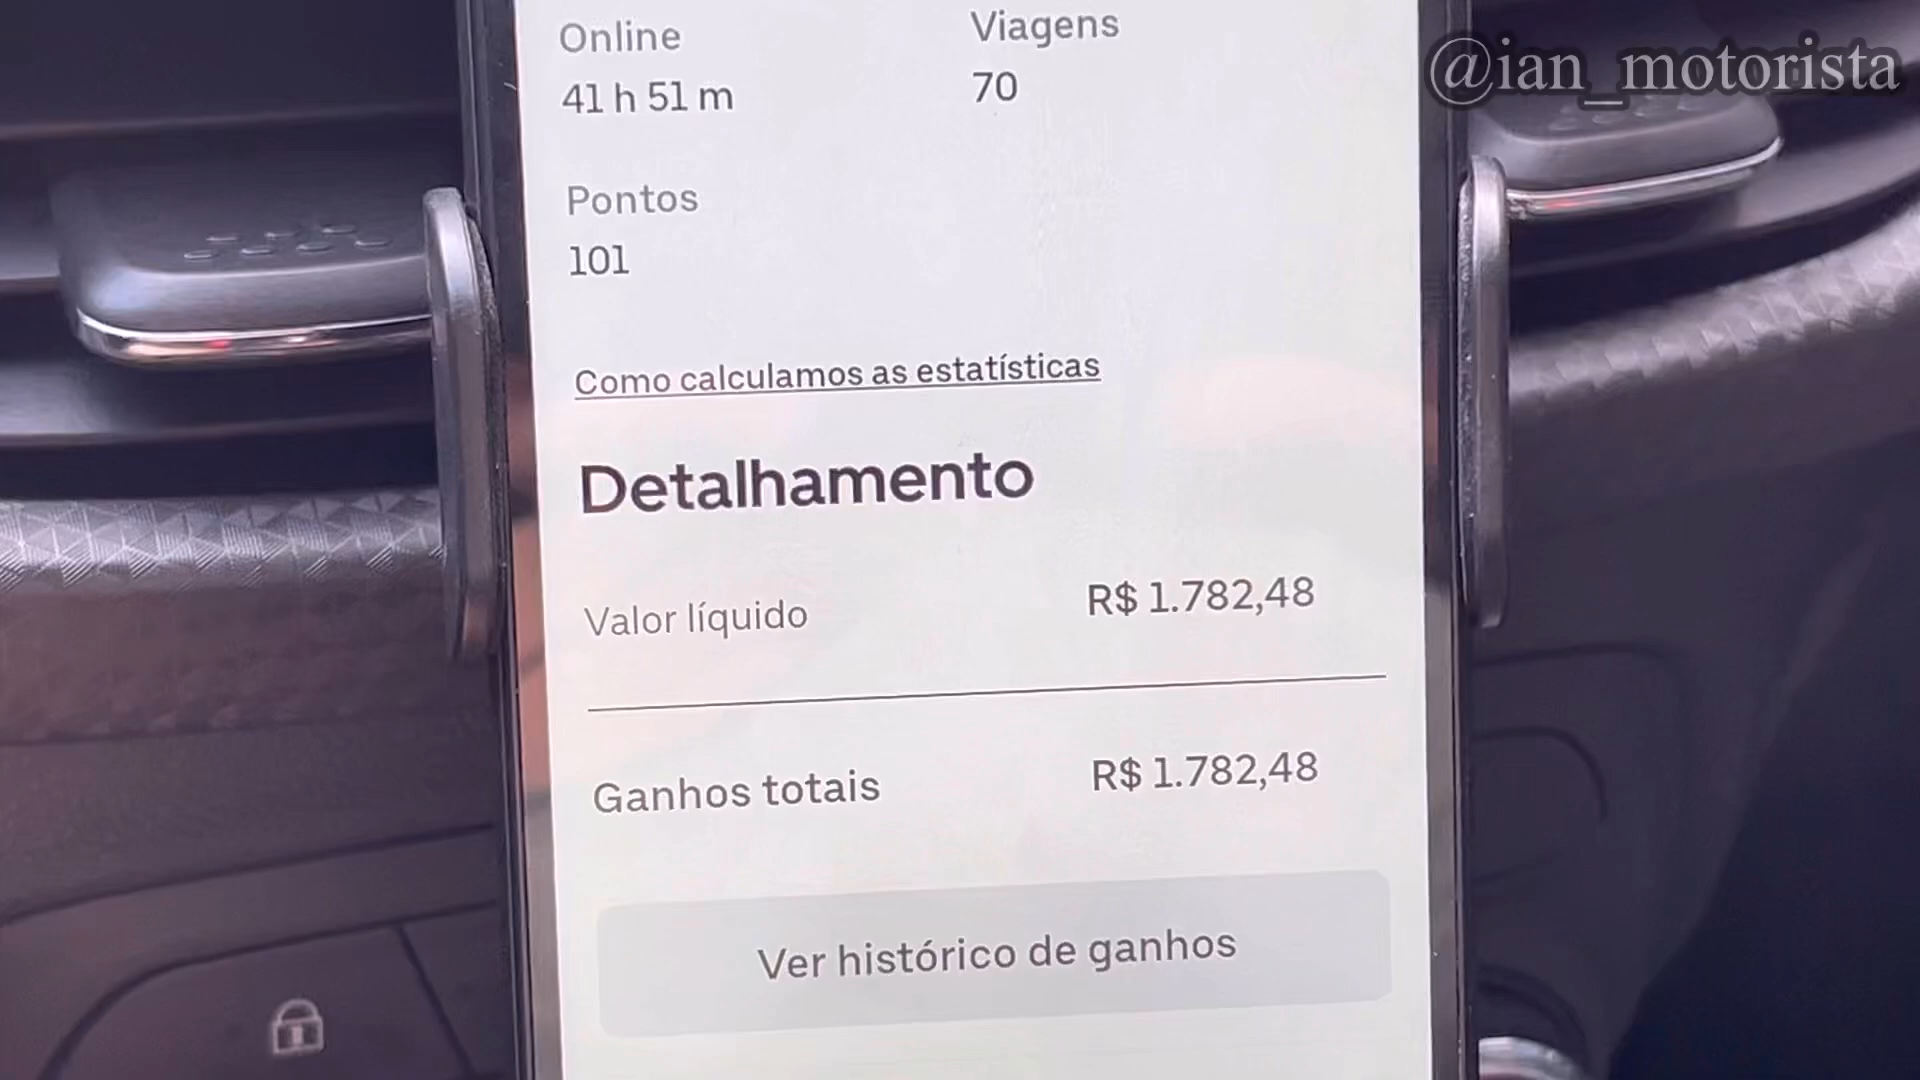 Online
41 h 51 m
Viagens
70
@ian_motorista
Pontos
101
Como calculamos as estatísticas
Detalhamento
Valor líquido
R$ 1.782,48
Ganhos totais
R$ 1.782,48
Ver histórico de ganhos